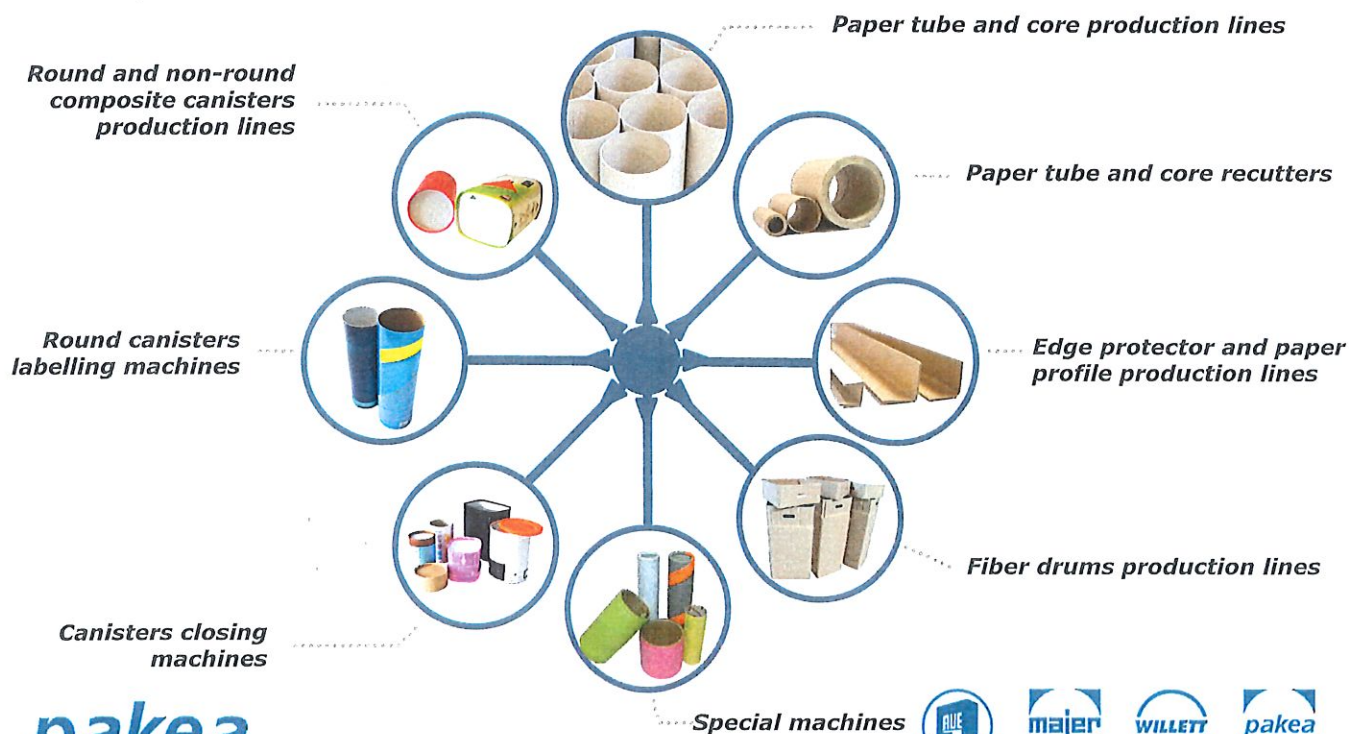 Paper tube and core production lines
Round and non-round
composite canisters
production lines
Paper tube and core recutters
Round canisters
labelling machines
Edge protector and paper
profile production lines
Fiber drums production lines
Canisters closing
machines
Special machines
pakea
majer
WILLETT
pakea